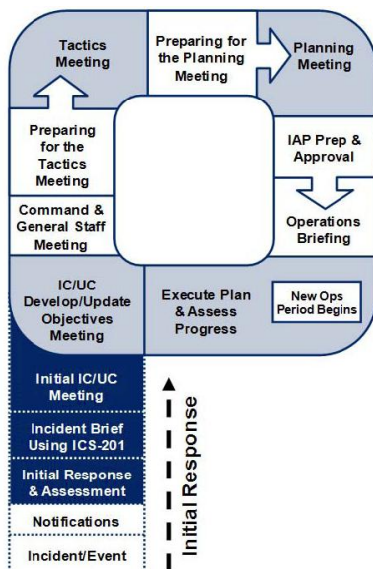 Tactics
Meeting
Preparing for
the Planning
Meeting
Planning
Meeting
Preparing
for the
Tactics
Meeting
IAP Prep &
Approval
Command &
General Staff
Meeting
Operations
Briefing
IC/UC
Develop/Update
Objectives
Meeting
Execute Plan
& Assess
Progress
New Ops
Period Begins
Initial IC/UC
Meeting
Incident Brief
Using ICS-201
Initial Response
& Assessment
Notifications
Incident/Event
Initial Response